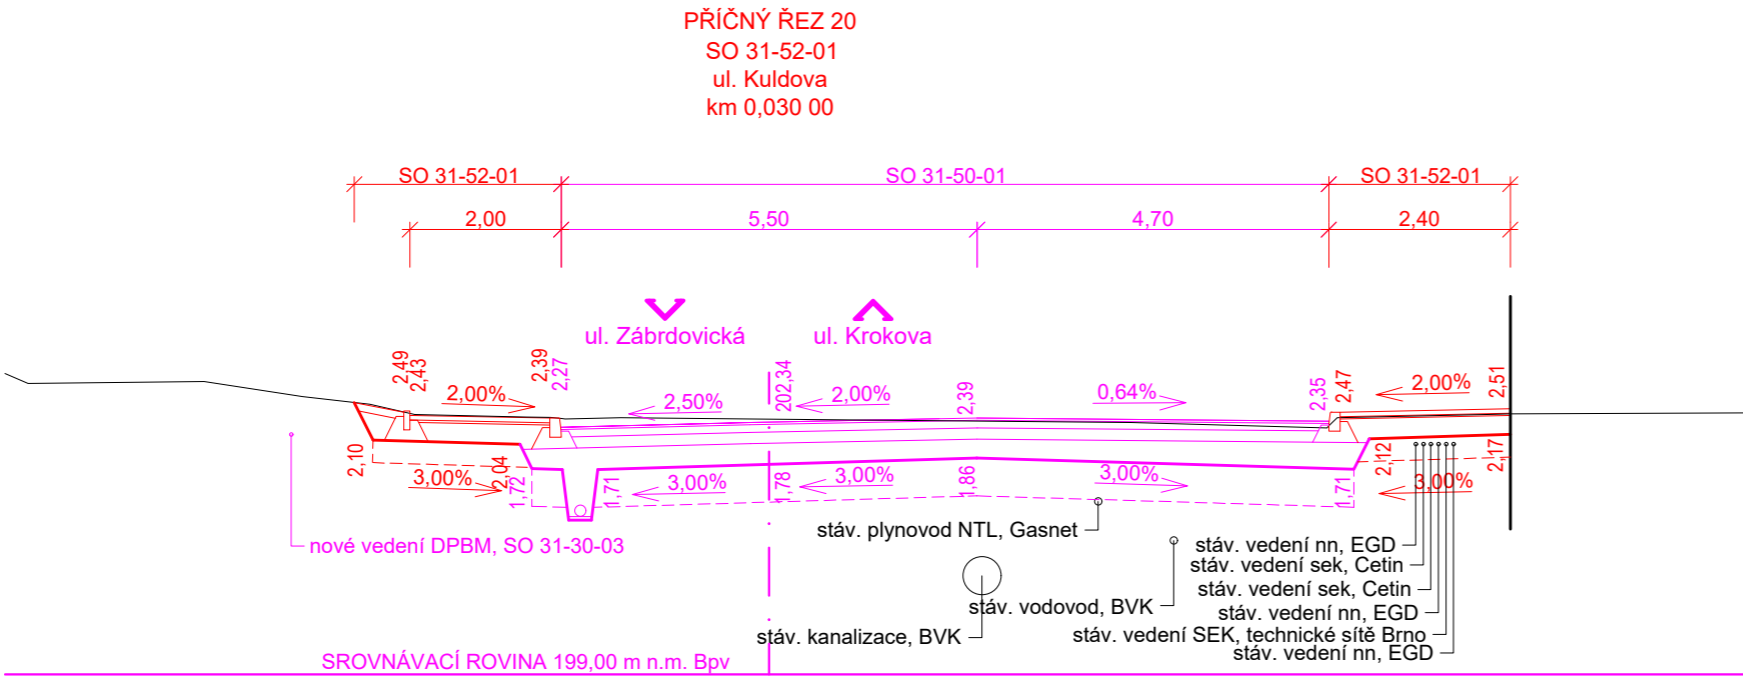 PŘÍČNÝ ŘEZ 20
SO 31-52-01
ul. Kuldova
km 0,030 00
SO 31-52-01
SO 31-50-01
SO 31-52-01
2,00
5,50
4,70
2,40
ul. Zábrdovická
ul. Krokova
2,49
2,43
2,00%
2,39
2,27
2,50%
202,34
2,00%
2,39
0,64%
2,35
2,47
2,00%
2,51
2,10
3,00%
2,04
1,72
1,71
3,00%
1,78
3,00%
1,86
3,00%
1,71
2,12
3,00%
2,17
nové vedení DPBM, SO 31-30-03
stáv. plynovod NTL, Gasnet
stáv. vedení nn, EGD
stáv. vedení sek, Cetin
stáv. vedení sek, Cetin
stáv. vodovod, BVK
stáv. vedení nn, EGD
stáv. kanalizace, BVK
stáv. vedení SEK, technické sítě Brno
stáv. vedení nn, EGD
SROVNÁVACÍ ROVINA 199,00 m n.m. Bpv